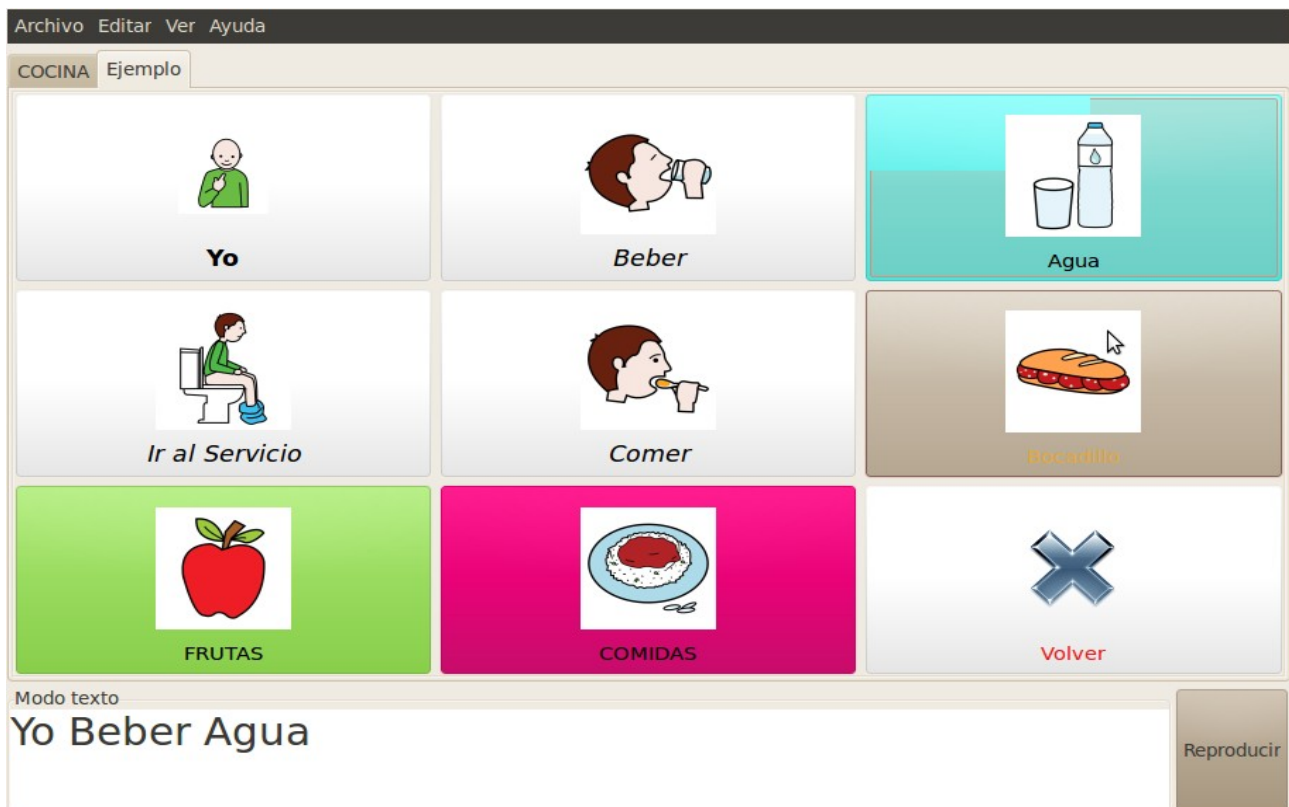 Archivo Editar Ver Ayuda
COCINA Ejemplo
Yo Beber Agua
Ir al Servicio Comer Bocadillo
FRUTAS COMIDAS Volver
Modo texto
Yo Beber Agua
Reproducir